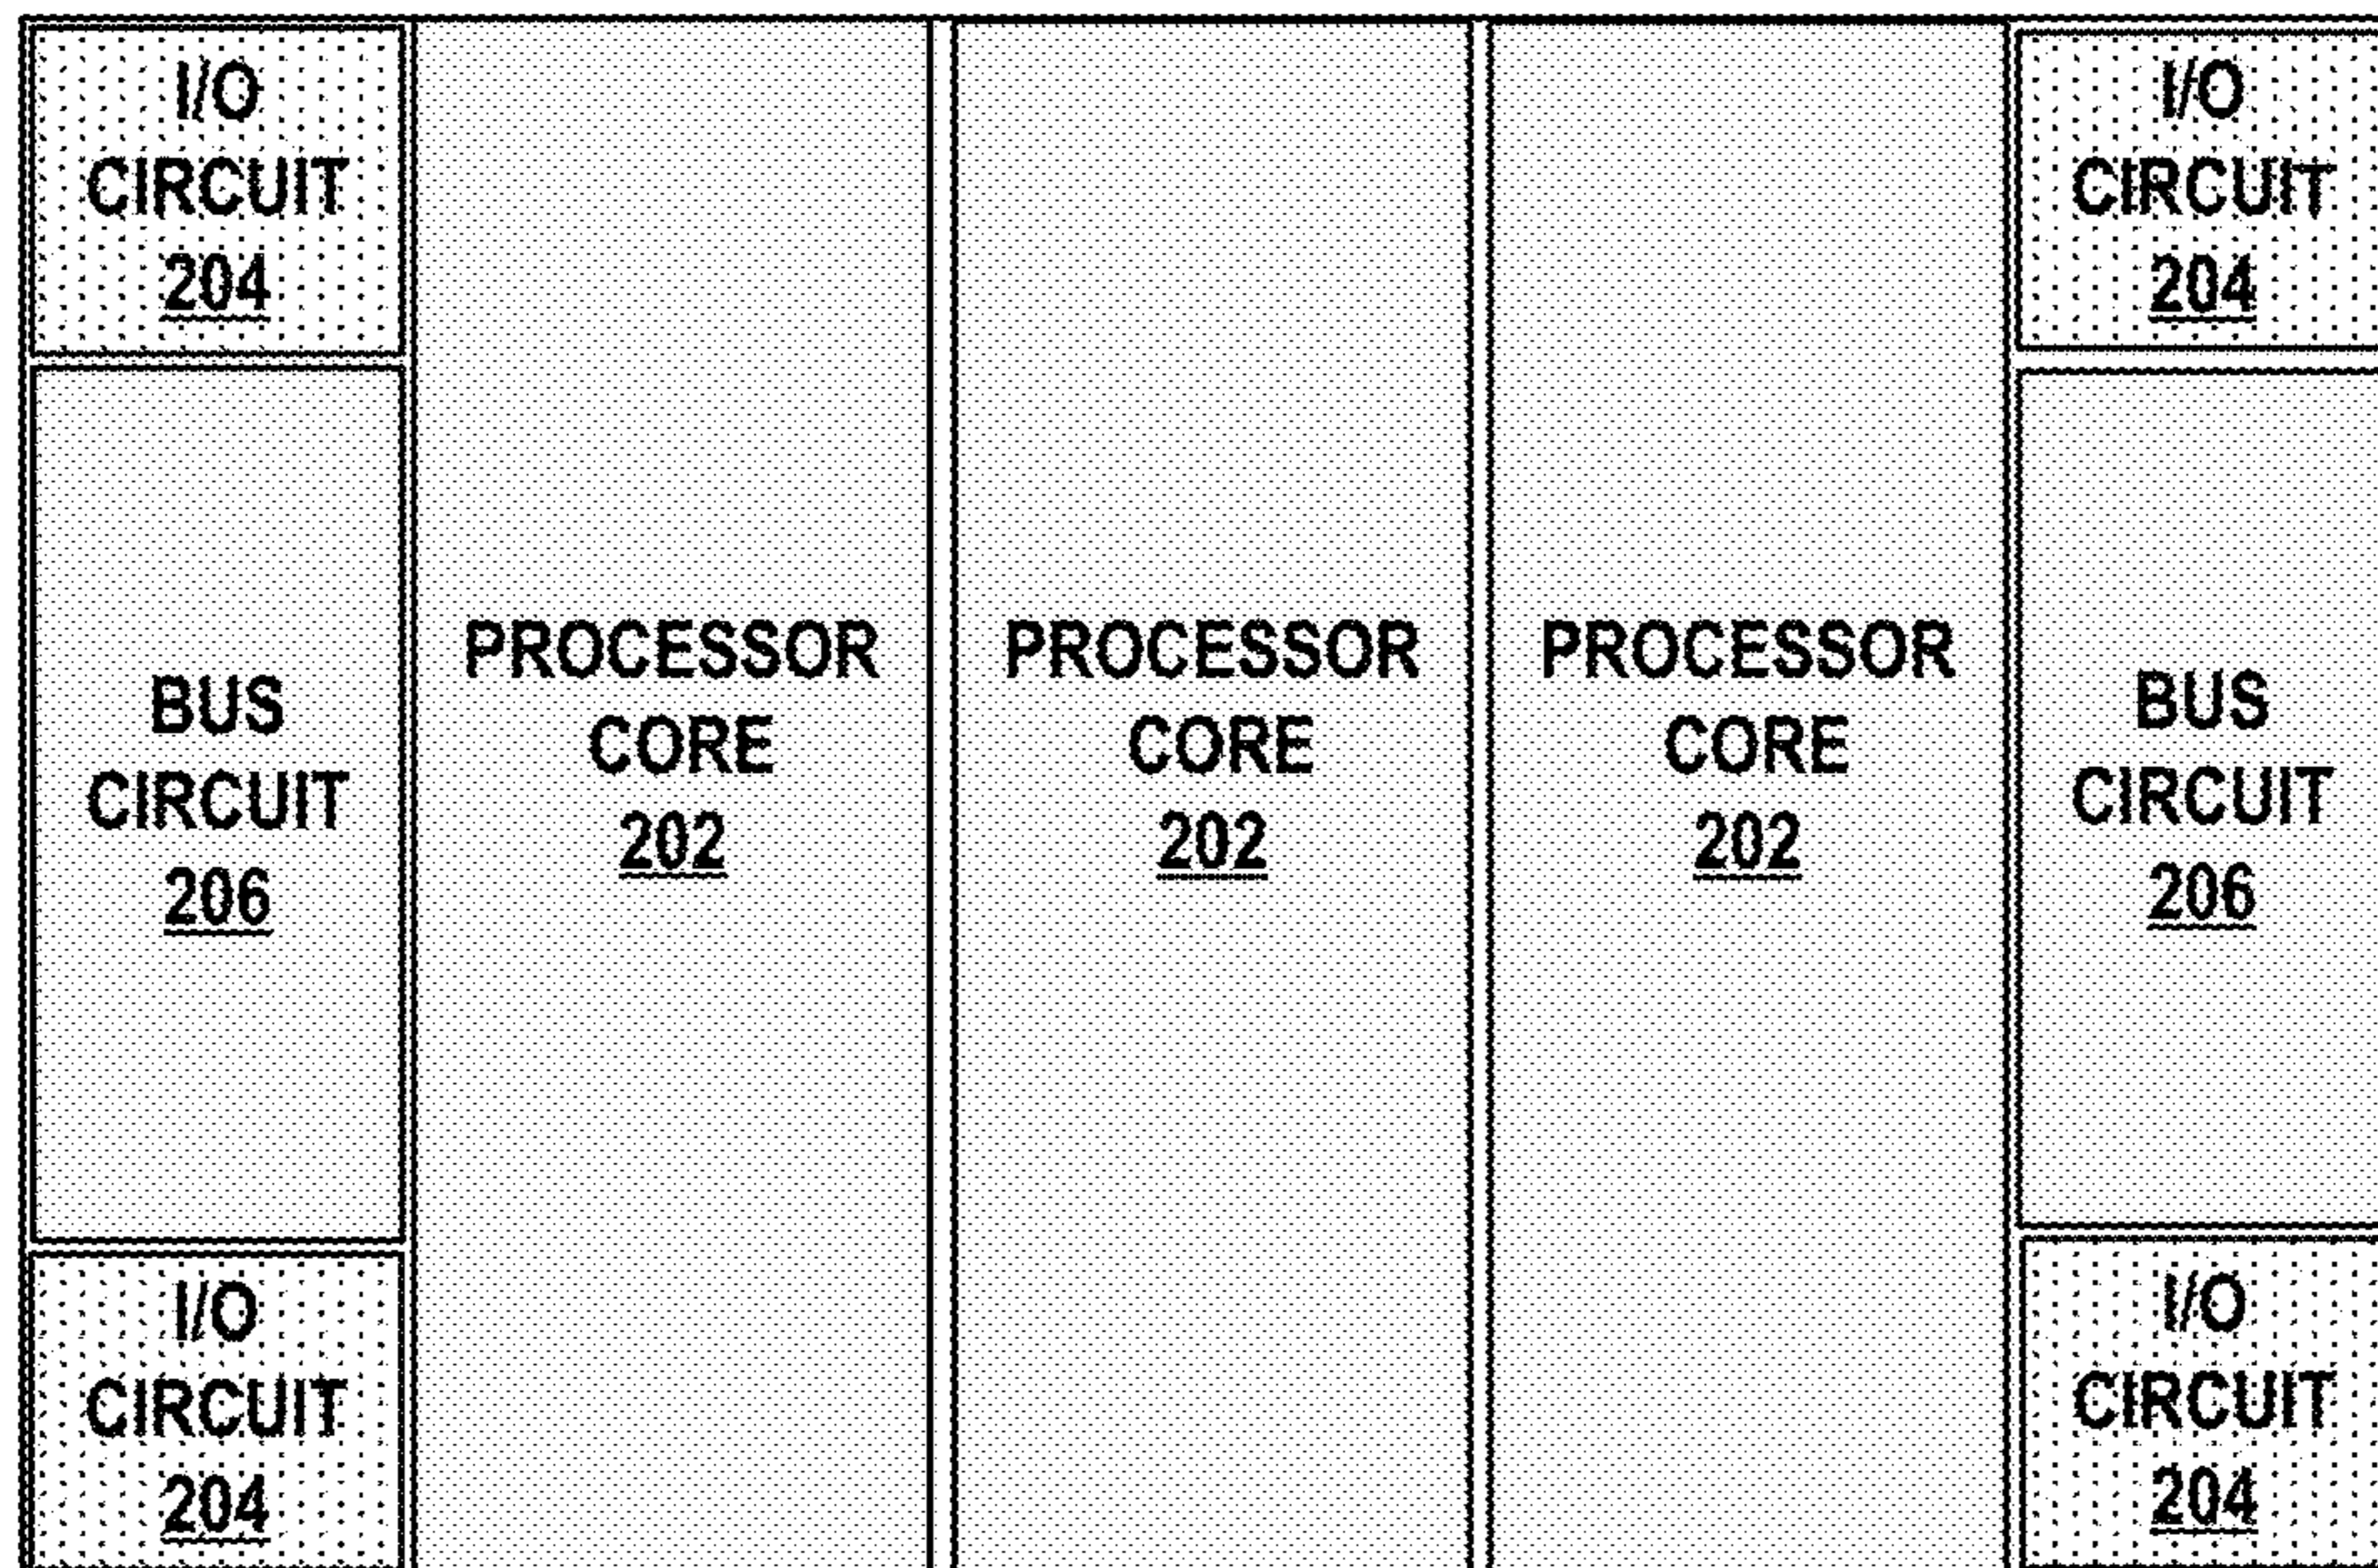 I/O
CIRCUIT
204
BUS
CIRCUIT
206
I/O
CIRCUIT
204
PROCESSOR
CORE
202
PROCESSOR
CORE
202
PROCESSOR
CORE
202
I/O
CIRCUIT
204
BUS
CIRCUIT
206
I/O
CIRCUIT
204